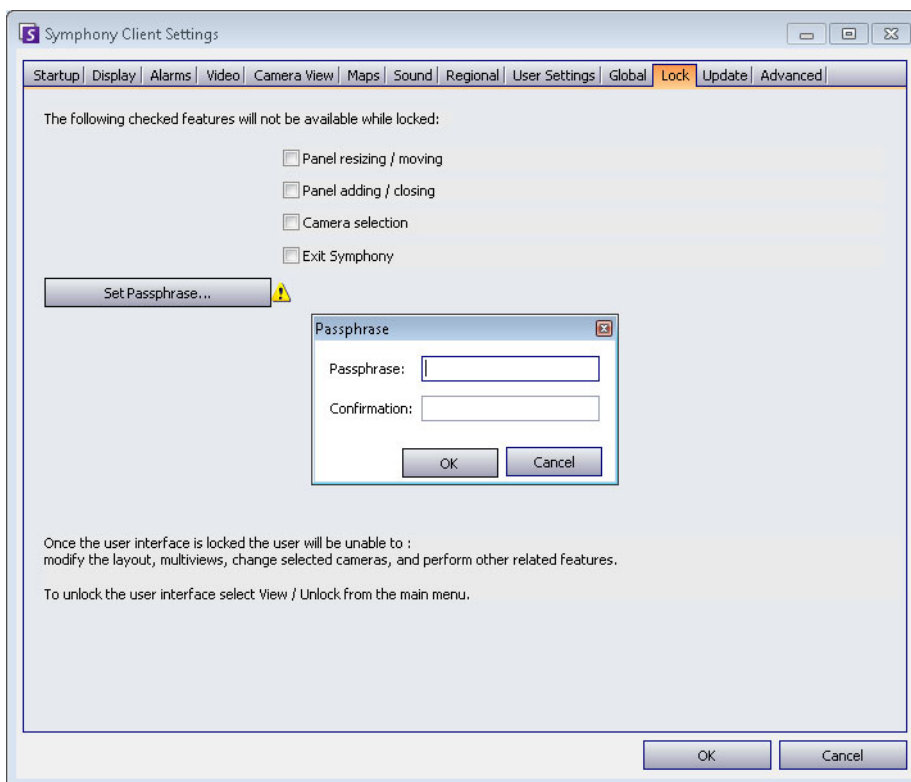 Symphony Client Settings
Startup Display Alarms Video Camera View Maps Sound Regional User Settings Global Lock Update Advanced
The following checked features will not be available while locked:
Panel resizing / moving
Panel adding / closing
Camera selection
Exit Symphony
Set Passphrase...
Passphrase
Passphrase:
Confirmation:
OK Cancel
Once the user interface is locked the user will be unable to :
modify the layout, multiviews, change selected cameras, and perform other related features.
To unlock the user interface select View / Unlock from the main menu.
OK Cancel